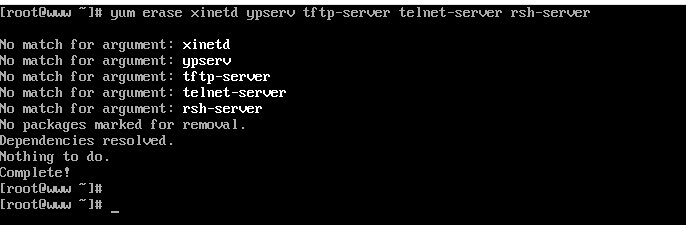 [root@www ~]# yum erase xinetd ypserv tftp-server telnet-server rsh-server
No match for argument: xinetd
No match for argument: ypserv
No match for argument: tftp-server
No match for argument: telnet-server
No match for argument: rsh-server
No packages marked for removal.
Dependencies resolved.
Nothing to do.
Complete!
[root@www ~]#
[root@www ~]# _